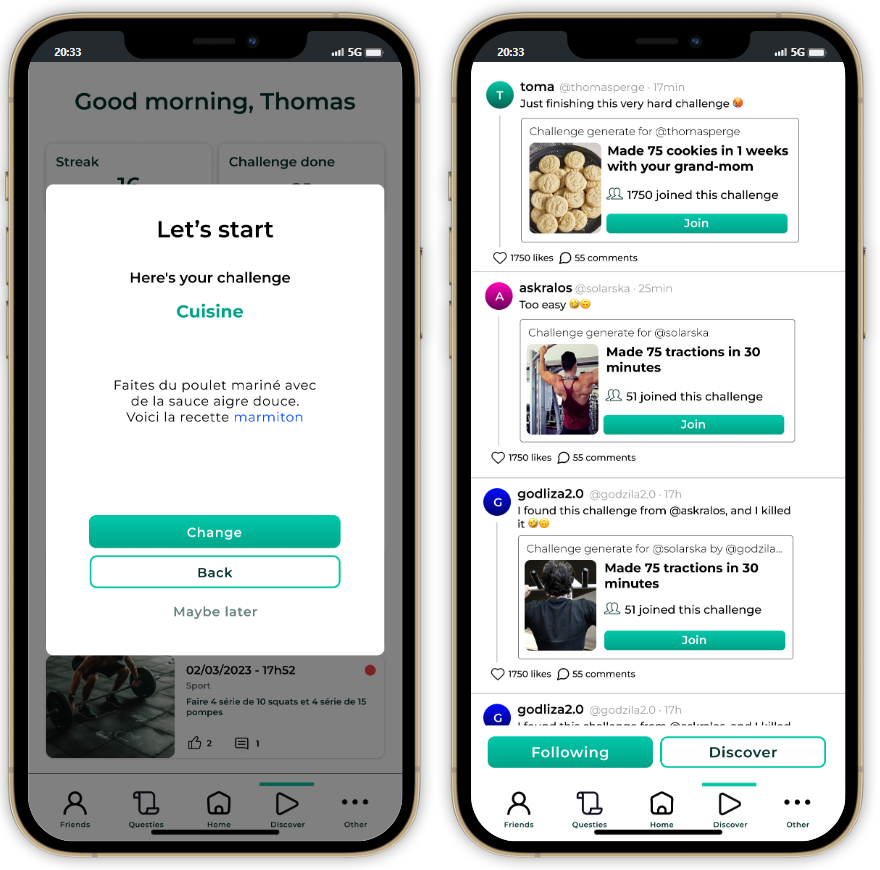 20:33
5G
Good morning, Thomas
Streak
Challenge done
Let's start
Here's your challenge
Cuisine
Faites du poulet mariné avec
de la sauce aigre douce.
Voici la recette marmiton
Change
Back
Maybe later
02/03/2023 - 17h52
Sport
Faire 4 série de 10 squats et 4 série de 15
pompes
2
1
Friends
Questies
Home
Discover
Other
20:33
5G
T
toma @thomasperge · 17min
Just finishing this very hard challenge 🥵
Challenge generate for @thomasperge
Made 75 cookies in 1 weeks
with your grand-mom
1750 joined this challenge
Join
1750 likes 55 comments
A
askralos @solarska · 25min
Too easy 🤣😊
Challenge generate for @solarska
Made 75 tractions in 30
minutes
51 joined this challenge
Join
1750 likes 55 comments
G
godliza2.0 @godzila2.0 · 17h
I found this challenge from @askralos, and I killed
it 🤣😊
Challenge generate for @solarska by @godzila...
Made 75 tractions in 30
minutes
51 joined this challenge
Join
1750 likes 55 comments
G
godliza2.0 @godzila2.0 · 17h
I found this challenge from @askralos, and I killed
Following
Discover
Friends
Questies
Home
Discover
Other